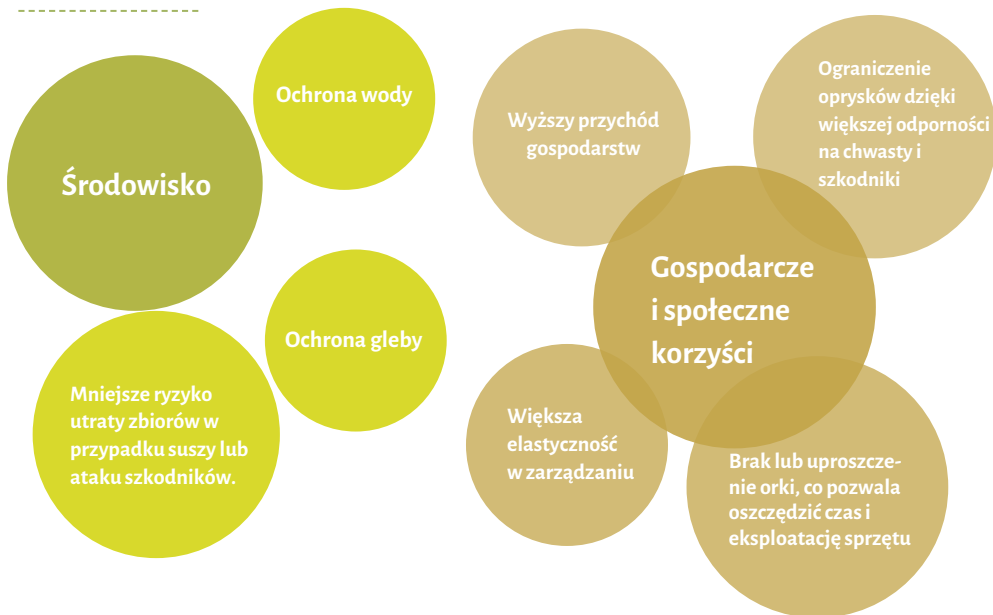 Środowisko
Ochrona wody
Ochrona gleby
Mniejsze ryzyko
utraty zbiorów w
przypadku suszy lub
ataku szkodników.
Wyższy przychód
gospodarstw
Ograniczenie
oprysków dzięki
większej odporności
na chwasty i
szkodniki
Gospodarcze
i społeczne
korzyści
Większa
elastyczność
w zarządzaniu
Brak lub uproszcze-
nie orki, co pozwala
oszczędzić czas i
eksploatację sprzętu